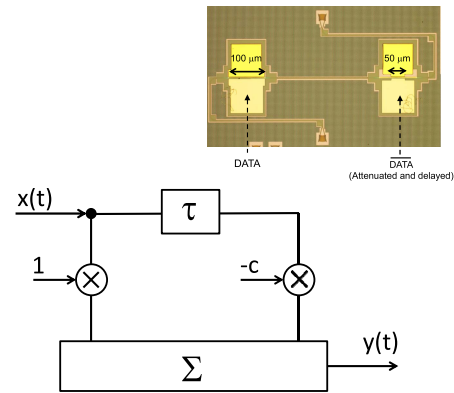 100 μm
50 μm
DATA
DATA
(Attenuated and delayed)
x(t)
τ
1
-c
Σ
y(t)